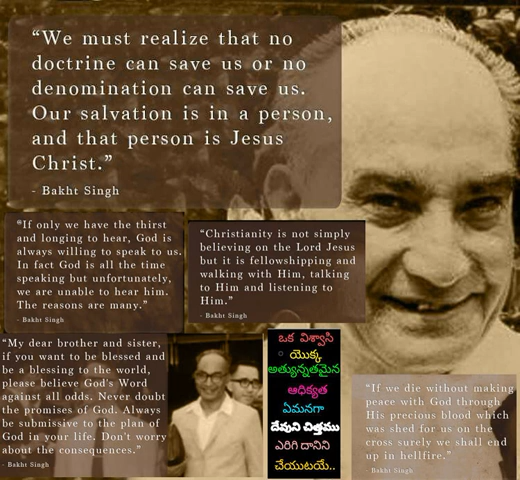 “We must realize that no
doctrine can save us or no
denomination can save us.
Our salvation is in a person,
and that person is Jesus
Christ.”
- Bakht Singh
“If only we have the thirst
and longing to hear, God is
always willing to speak to us.
In fact God is all the time
speaking but unfortunately,
we are unable to hear him.
The reasons are many.”
- Bakht Singh
“Christianity is not simply
believing on the Lord Jesus
but it is fellowshipping and
walking with Him, talking
to Him and listening to
Him.”
- Bakht Singh
“My dear brother and sister,
if you want to be blessed and
be a blessing to the world,
please believe God's Word
against all odds. Never doubt
the promises of God. Always
be submissive to the plan of
God in your life. Don't worry
about the consequences.”
- Bakht Singh
ఒక విశ్వాసి
యొక్క
అత్యున్నతమైన
ఆధిక్యత
ఏమనగా
దేవుని చిత్తము
ఎరిగి దానిని
చేయుటయే..
“If we die without making
peace with God through
His precious blood which
was shed for us on the
cross surely we shall end
up in hellfire.”
- Bakht Singh